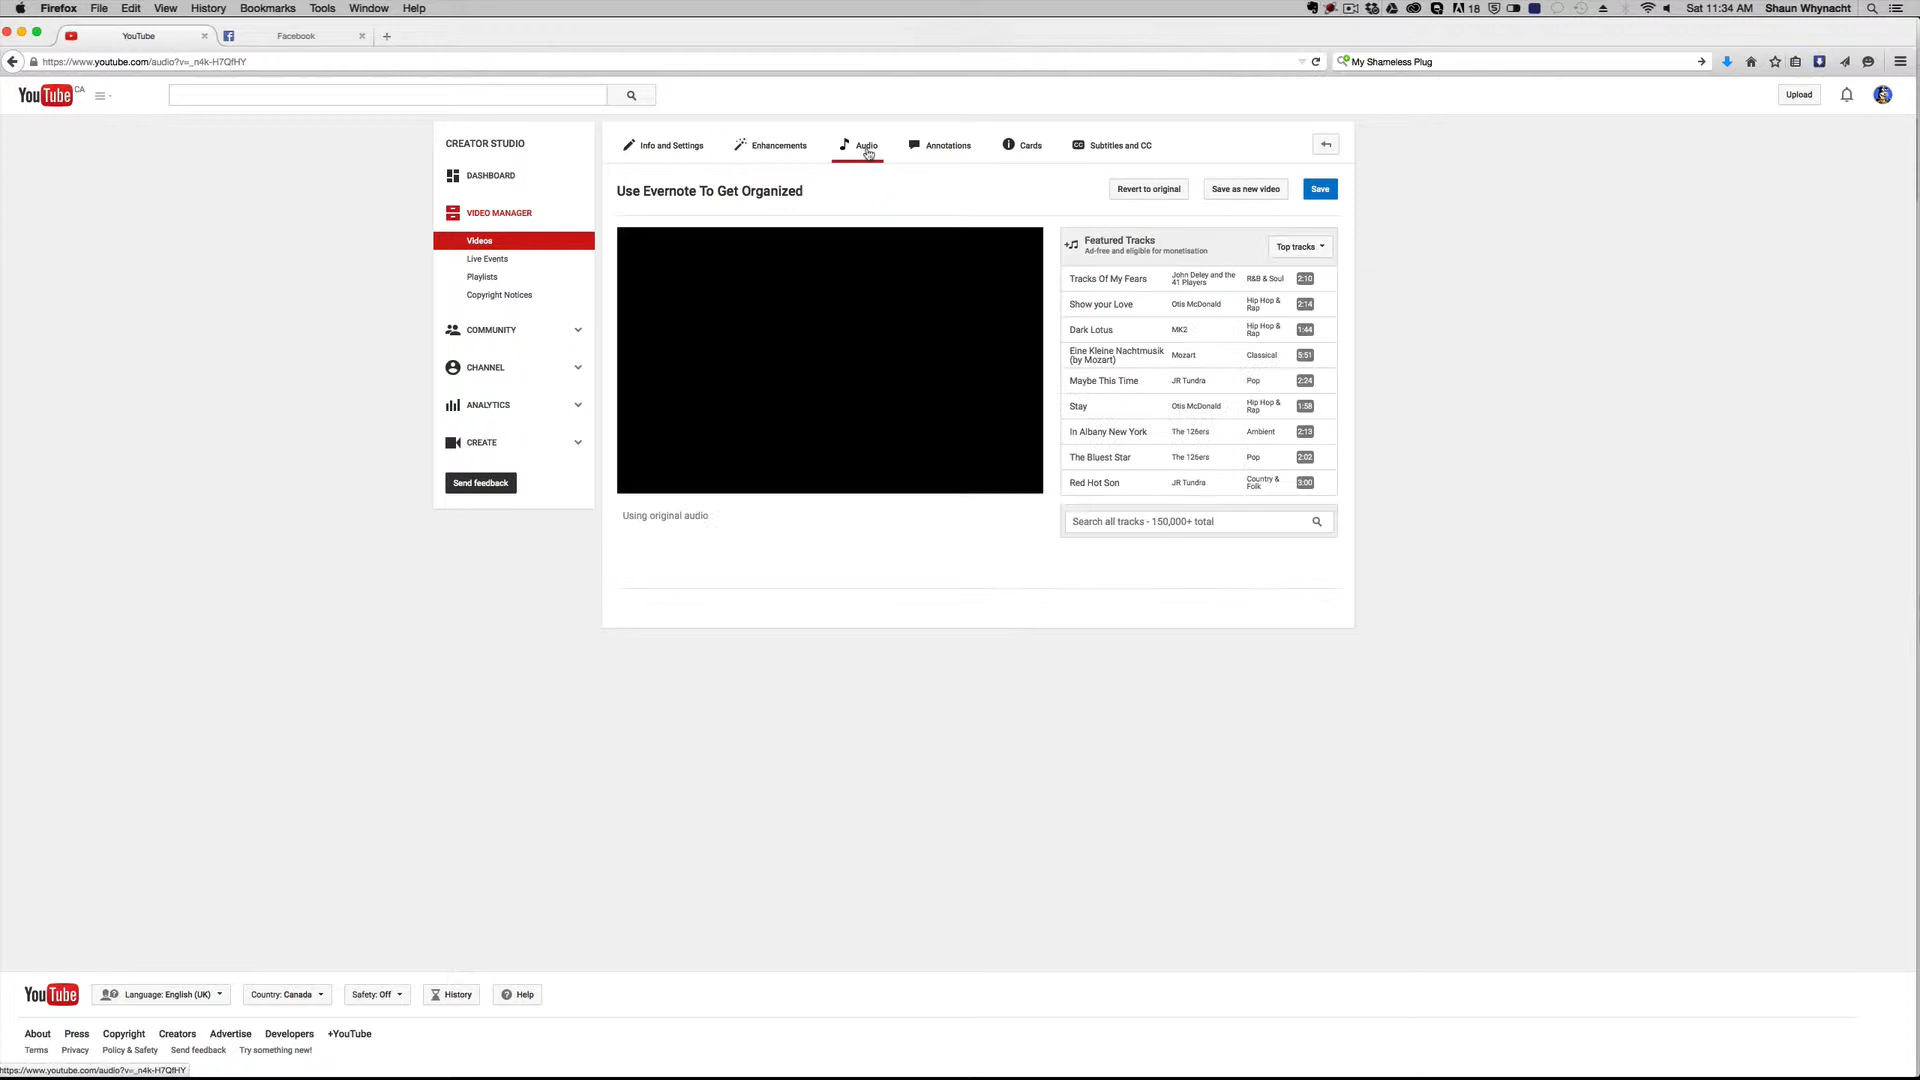 Firefox File Edit View History Bookmarks Tools Window Help 18 5 Sat 11:34 AM Shaun Whynacht
YouTube Facebook
https://www.youtube.com/audio?v=_n4k-H7QfHY My Shameless Plug
YouTube CA Upload
CREATOR STUDIO
DASHBOARD
VIDEO MANAGER
Videos
Live Events
Playlists
Copyright Notices
COMMUNITY
CHANNEL
ANALYTICS
CREATE
Send feedback
Info and Settings Enhancements Audio Annotations Cards CC Subtitles and CC
Use Evernote To Get Organized Revert to original Save as new video Save
Using original audio
Featured Tracks
Ad-free and eligible for monetisation
Top tracks
Tracks Of My Fears John Deley and the 41 Players R&B & Soul 2:10
Show your Love Otis McDonald Hip Hop & Rap 2:14
Dark Lotus MK2 Hip Hop & Rap 1:44
Eine Kleine Nachtmusik (by Mozart) Mozart Classical 5:51
Maybe This Time JR Tundra Pop 2:24
Stay Otis McDonald Hip Hop & Rap 1:58
In Albany New York The 126ers Ambient 2:13
The Bluest Star The 126ers Pop 2:02
Red Hot Son JR Tundra Country & Folk 3:00
Search all tracks - 150,000+ total
YouTube Language: English (UK) Country: Canada Safety: Off History Help
About Press Copyright Creators Advertise Developers +YouTube
Terms Privacy Policy & Safety Send feedback Try something new!
https://www.youtube.com/audio?v=_n4k-H7QfHY